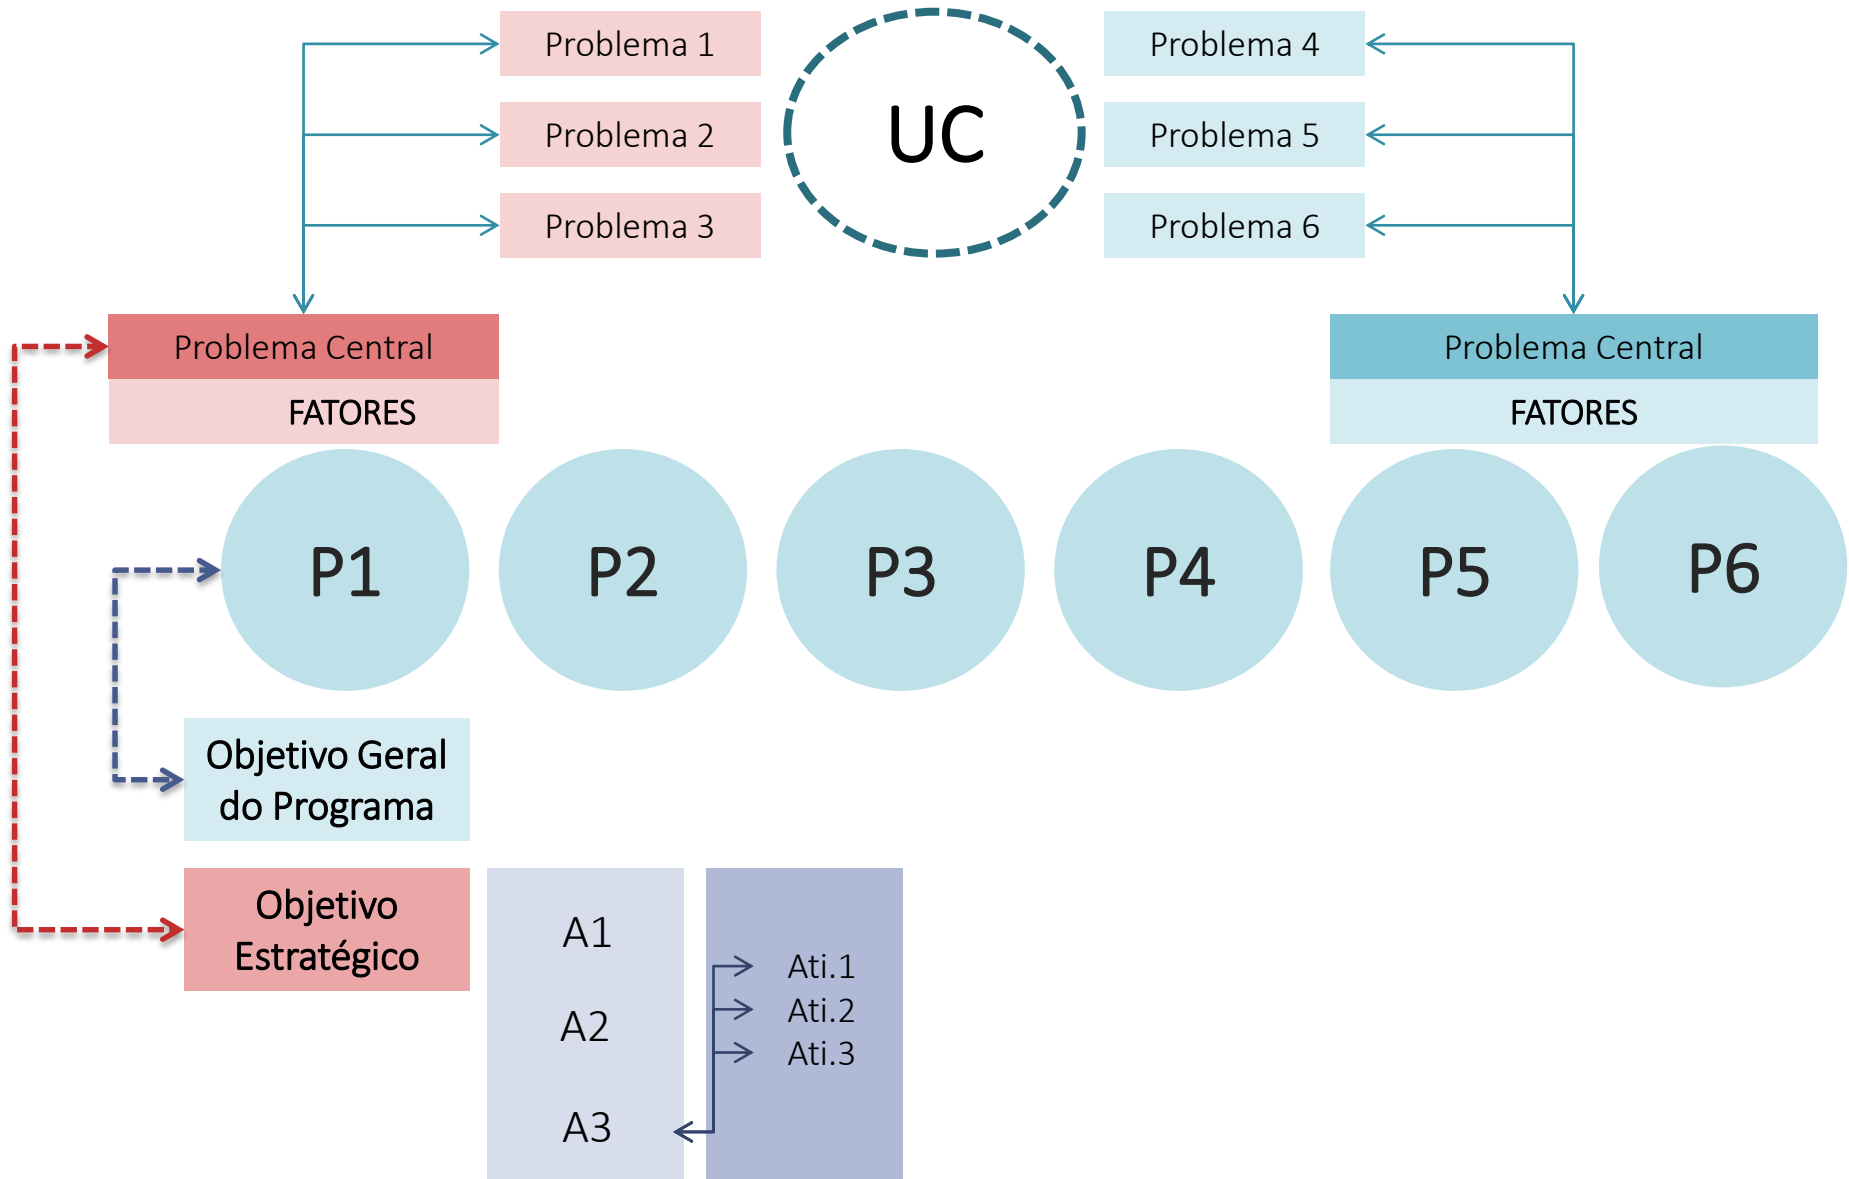 Problema 1
Problema 2
Problema 3
UC
Problema 4
Problema 5
Problema 6
Problema Central
FATORES
Problema Central
FATORES
P1
P2
P3
P4
P5
P6
Objetivo Geral
do Programa
Objetivo
Estratégico
A1
A2
A3
Ati.1
Ati.2
Ati.3